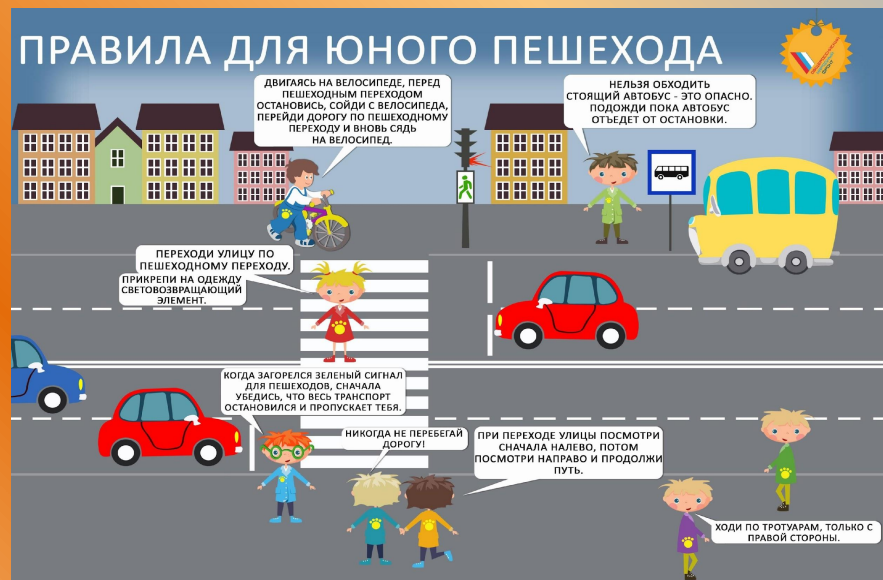 ПРАВИЛА ДЛЯ ЮНОГО ПЕШЕХОДА
ДВИГАЯСЬ НА ВЕЛОСИПЕДЕ, ПЕРЕД
ПЕШЕХОДНЫМ ПЕРЕХОДОМ
ОСТАНОВИСЬ, СОЙДИ С ВЕЛОСИПЕДА,
ПЕРЕЙДИ ДОРОГУ ПО ПЕШЕХОДНОМУ
ПЕРЕХОДУ И ВНОВЬ СЯДЬ
НА ВЕЛОСИПЕД.
НЕЛЬЗЯ ОБХОДИТЬ
СТОЯЩИЙ АВТОБУС - ЭТО ОПАСНО.
ПОДОЖДИ ПОКА АВТОБУС
ОТЪЕДЕТ ОТ ОСТАНОВКИ.
ПЕРЕХОДИ УЛИЦУ ПО
ПЕШЕХОДНОМУ ПЕРЕХОДУ.
ПРИКРЕПИ НА ОДЕЖДУ
СВЕТОВОЗВРАЩАЮЩИЙ
ЭЛЕМЕНТ.
КОГДА ЗАГОРЕЛСЯ ЗЕЛЕНЫЙ СИГНАЛ
ДЛЯ ПЕШЕХОДОВ, СНАЧАЛА
УБЕДИСЬ, ЧТО ВЕСЬ ТРАНСПОРТ
ОСТАНОВИЛСЯ И ПРОПУСКАЕТ ТЕБЯ.
НИКОГДА НЕ ПЕРЕБЕГАЙ
ДОРОГУ!
ПРИ ПЕРЕХОДЕ УЛИЦЫ ПОСМОТРИ
СНАЧАЛА НАЛЕВО, ПОТОМ
ПОСМОТРИ НАПРАВО И ПРОДОЛЖИ
ПУТЬ.
ХОДИ ПО ТРОТУАРАМ, ТОЛЬКО С
ПРАВОЙ СТОРОНЫ.